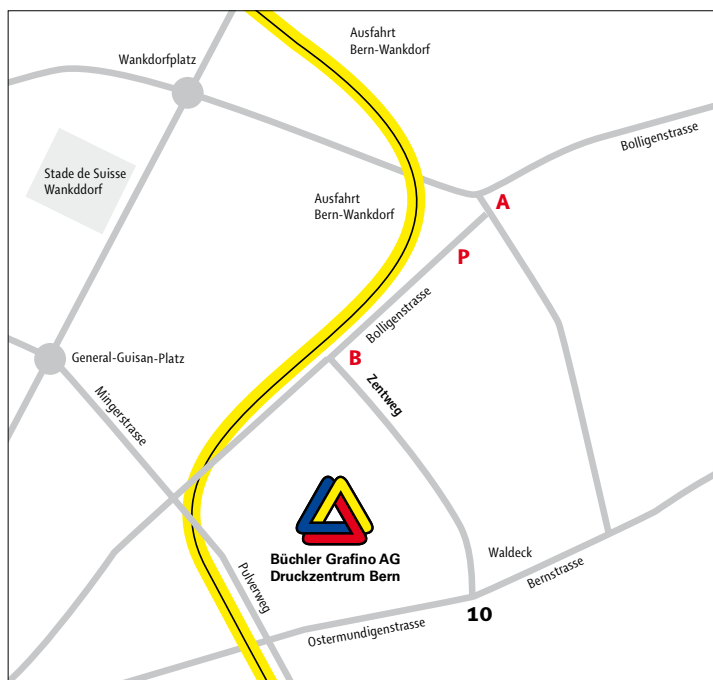 Ausfahrt
Bern-Wankdorf
Wankdorfplatz
Bolligenstrasse
Stade de Suisse
Wankddorf
Ausfahrt
Bern-Wankdorf
A
P
Bolligenstrasse
General-Guisan-Platz
B
Zentweg
Mingerstrasse
Büchler Grafino AG
Druckzentrum Bern
Waldeck
Pulverweg
Bernstrasse
10
Ostermundigenstrasse